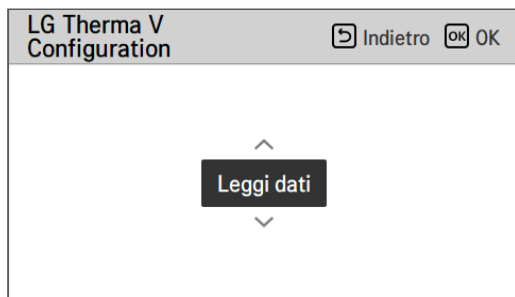 LG Therma V
Configuration
Indietro OK OK
Leggi dati